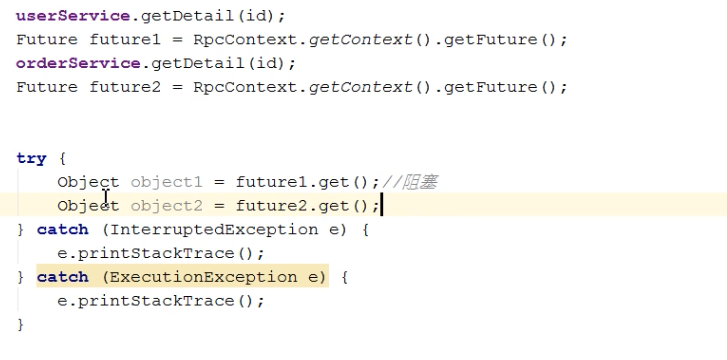 userService.getDetail(id);
Future future1 = RpcContext.getContext().getFuture();
orderService.getDetail(id);
Future future2 = RpcContext.getContext().getFuture();
try {
Object object1 = future1.get();//阻塞
Object object2 = future2.get();
} catch (InterruptedException e) {
e.printStackTrace();
} catch (ExecutionException e) {
e.printStackTrace();
}